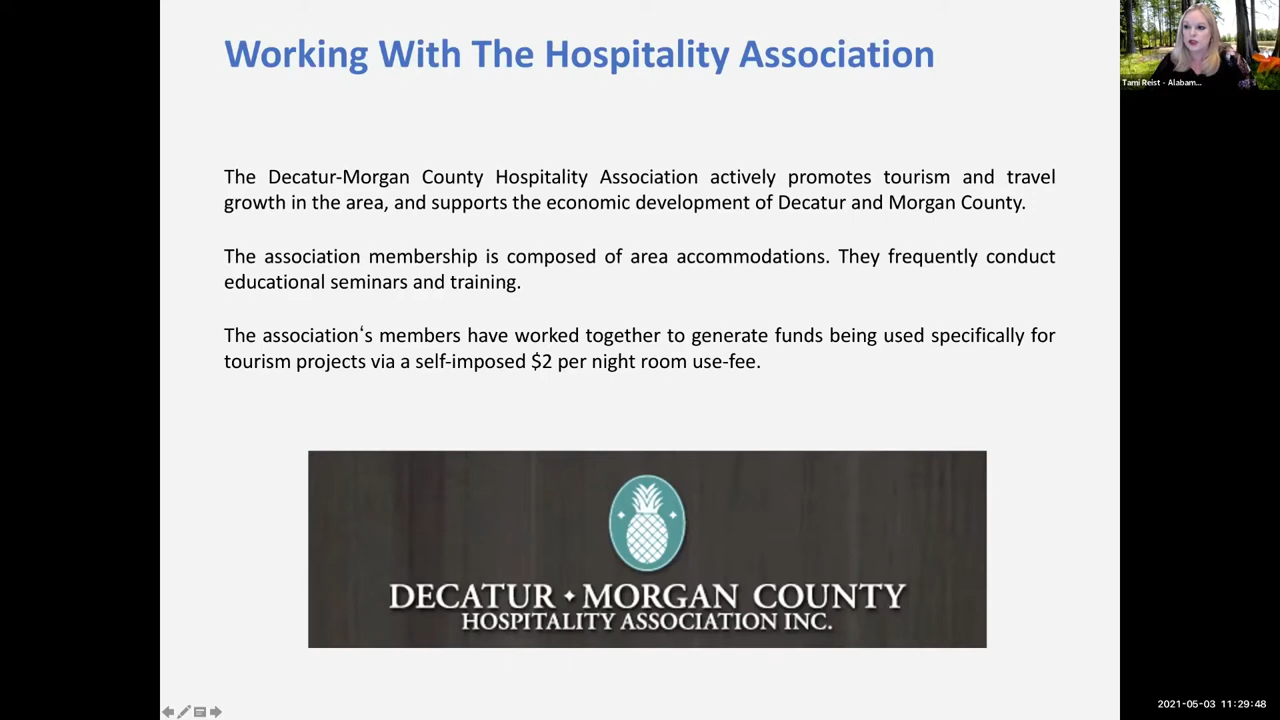 Working With The Hospitality Association
Tami Reist - Alabam...
The Decatur-Morgan County Hospitality Association actively promotes tourism and travel
growth in the area, and supports the economic development of Decatur and Morgan County.
The association membership is composed of area accommodations. They frequently conduct
educational seminars and training.
The association‘s members have worked together to generate funds being used specifically for
tourism projects via a self-imposed $2 per night room use-fee.
DECATUR ✦ MORGAN COUNTY
HOSPITALITY ASSOCIATION INC.
2021-05-03 11:29:48